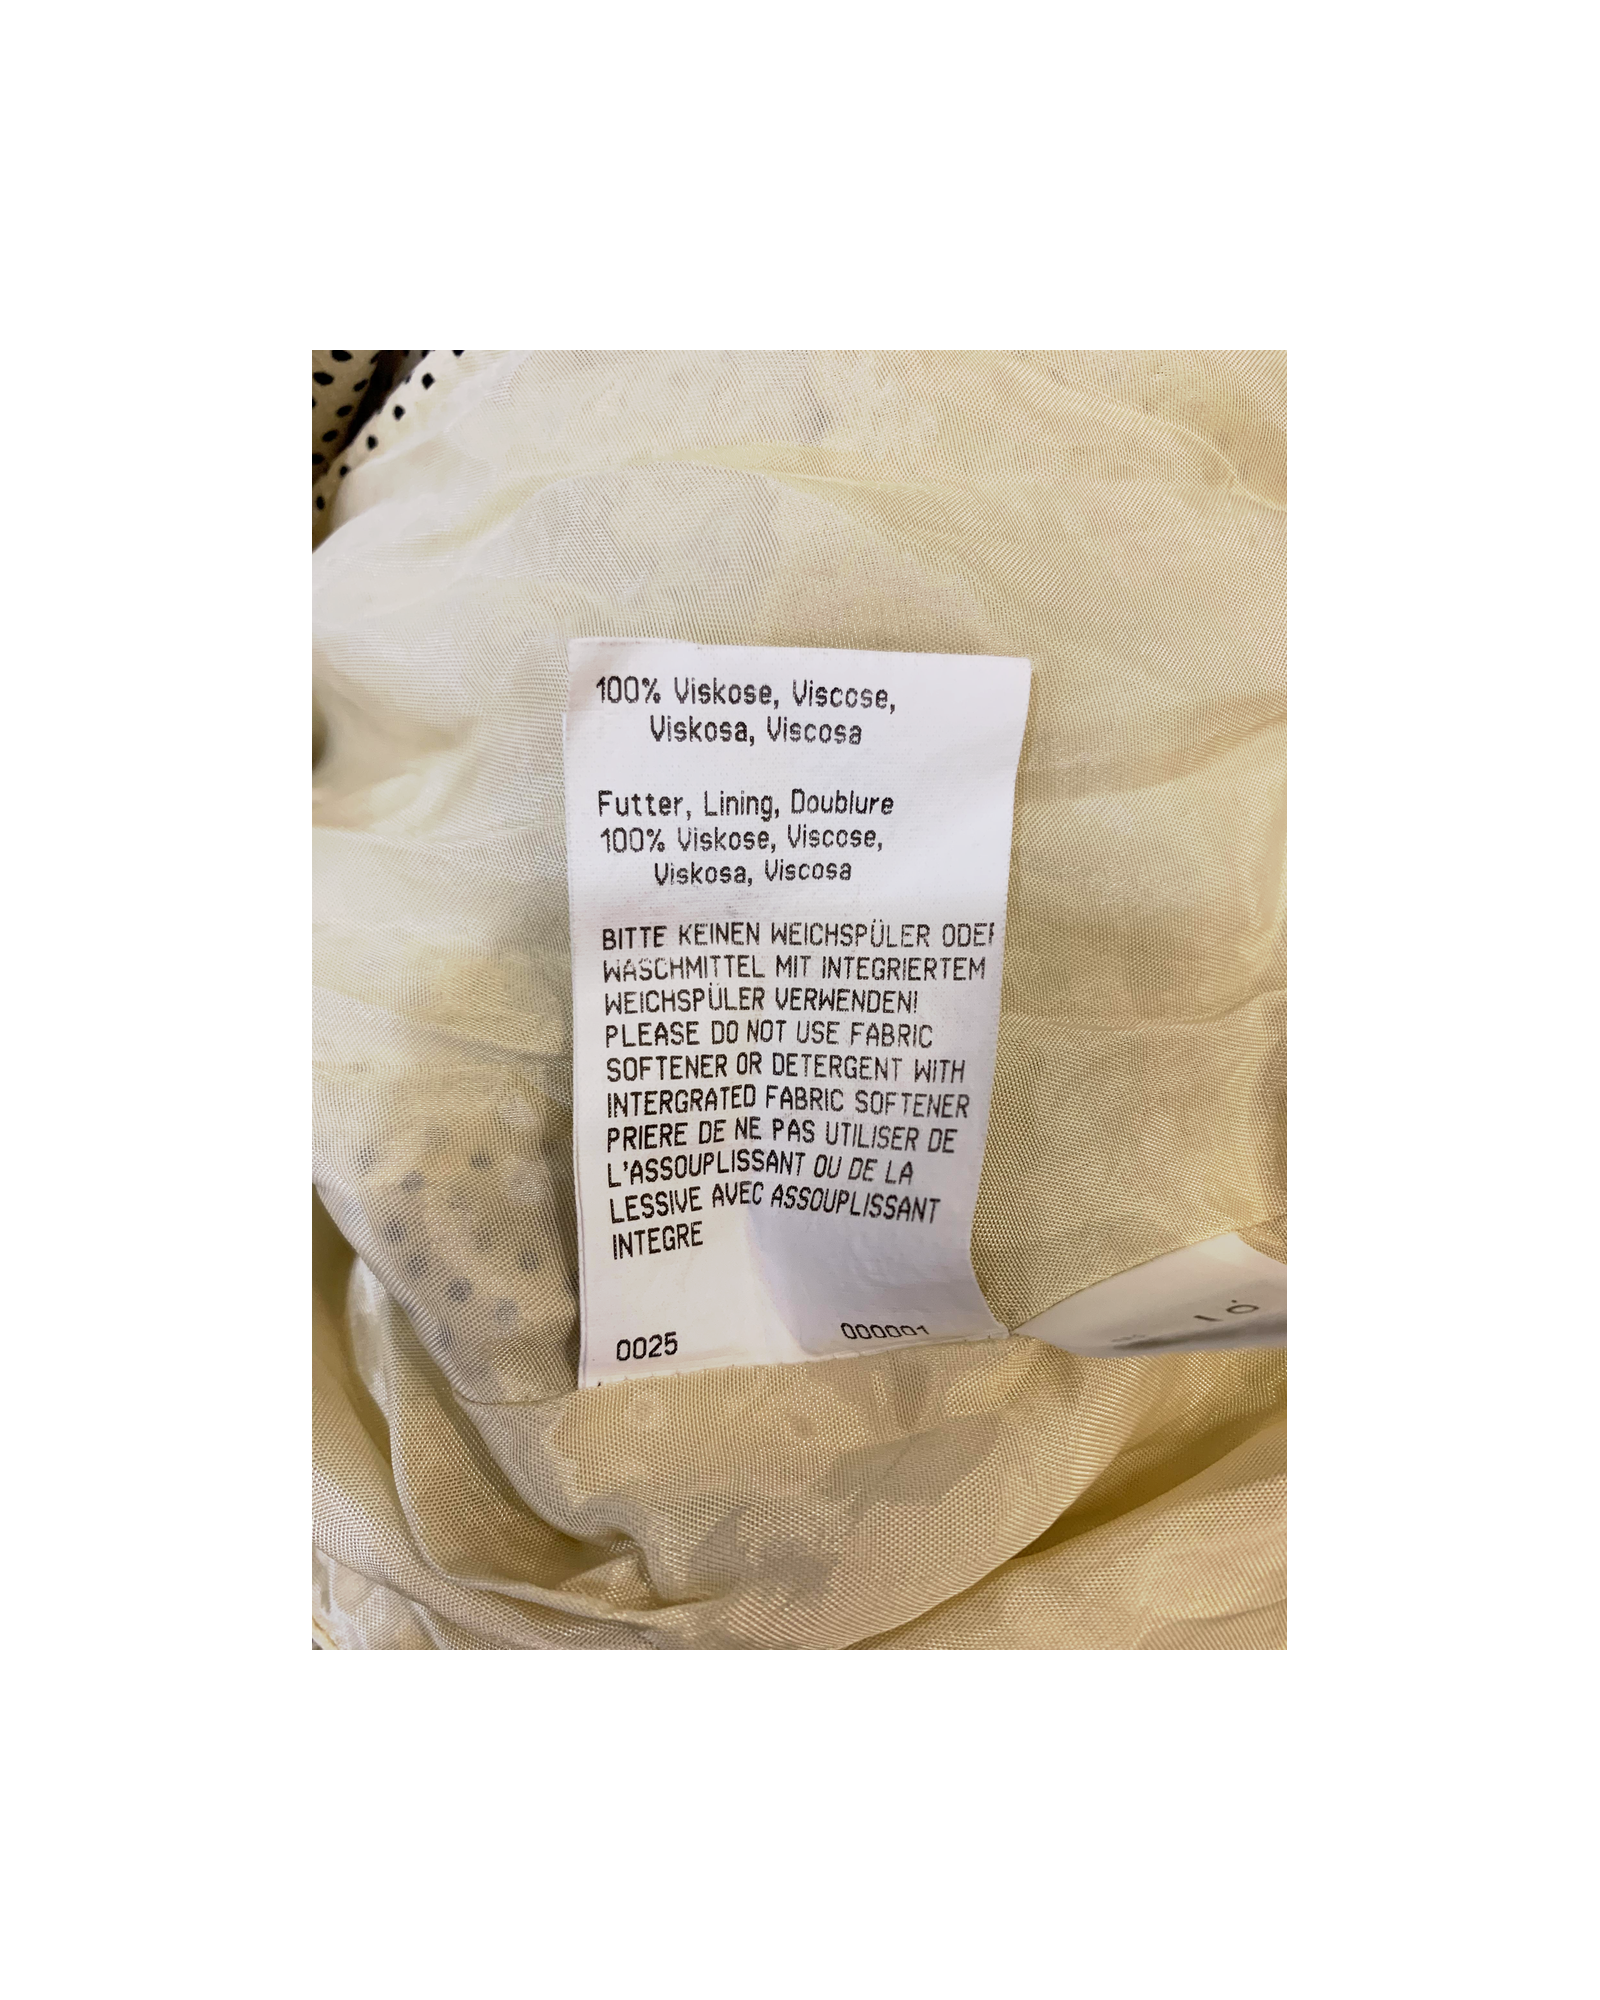 100% Viskose, Viscose,
Viskosa, Viscosa
Futter, Lining, Doublure
100% Viskose, Viscose,
Viskosa, Viscosa
BITTE KEINEN WEICHSPÜLER ODER
WASCHMITTEL MIT INTEGRIERTEM
WEICHSPÜLER VERWENDEN!
PLEASE DO NOT USE FABRIC
SOFTENER OR DETERGENT WITH
INTERGRATED FABRIC SOFTENER
PRIERE DE NE PAS UTILISER DE
L'ASSOUPLISSANT OU DE LA
LESSIVE AVEC ASSOUPLISSANT
INTEGRE
0025 000001